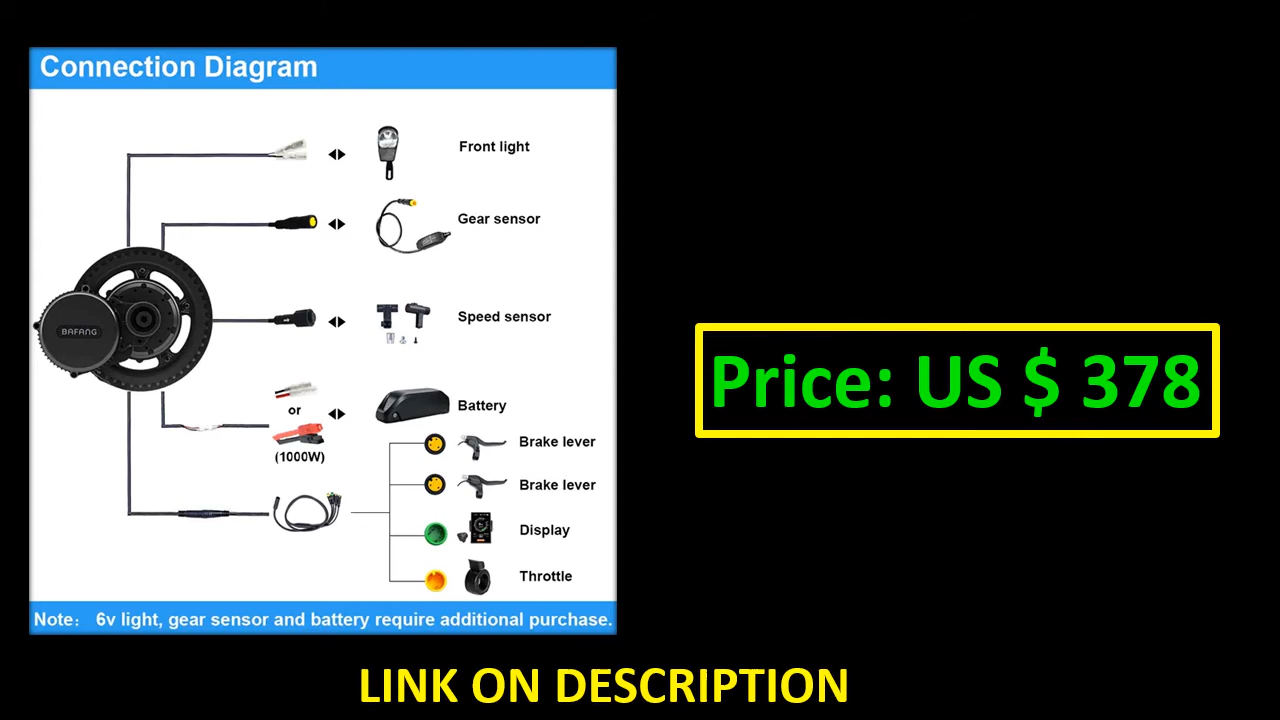 Connection Diagram
Front light
Gear sensor
Speed sensor
BAFANG
or
Battery
(1000W)
Brake lever
Brake lever
Display
Throttle
Note: 6v light, gear sensor and battery require additional purchase.
Price: US $ 378
LINK ON DESCRIPTION